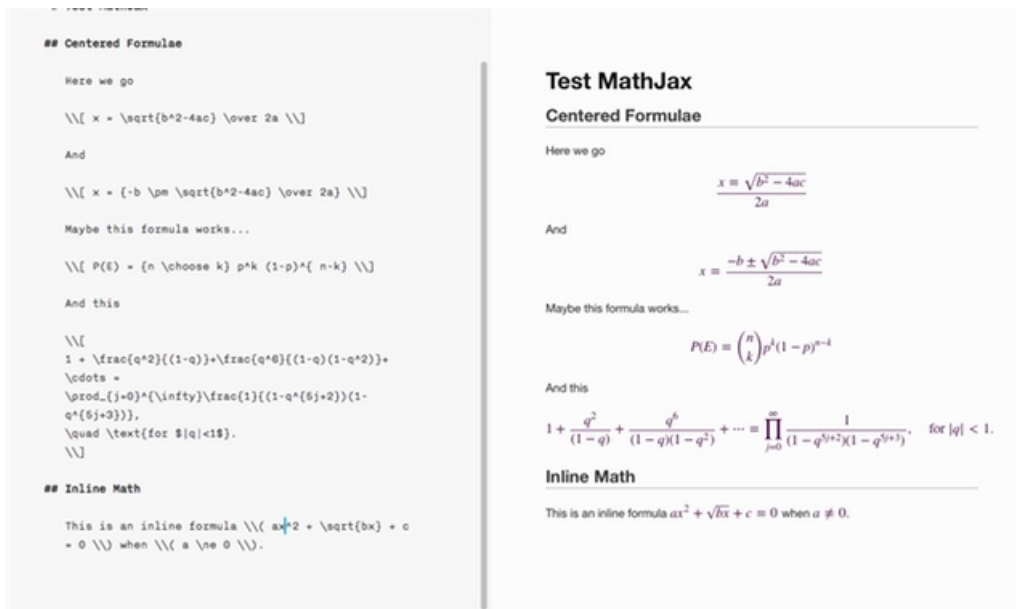 # Test MathJax
## Centered Formulae
Here we go
\\[ x = \sqrt{b^2-4ac} \over 2a \\]
And
\\[ x = {-b \pm \sqrt{b^2-4ac} \over 2a} \\]
Maybe this formula works...
\\[ P(E) = {n \choose k} p^k (1-p)^{ n-k} \\]
And this
\\[
1 + \frac{q^2}{(1-q)}+\frac{q^6}{(1-q)(1-q^2)}+
\cdots =
\prod_{j=0}^{\infty}\frac{1}{(1-q^{5j+2})(1-
q^{5j+3})},
\quad \text{for $|q|<1$}.
\\]
## Inline Math
This is an inline formula \\( ax^2 + \sqrt{bx} + c
= 0 \\) when \\( a \ne 0 \\).
Test MathJax
Centered Formulae
Here we go
x = √b² − 4ac
2a
And
x = −b ± √b² − 4ac
2a
Maybe this formula works...
P(E) = (n k) pᵏ(1 − p)ⁿ⁻ᵏ
And this
1 + q²/(1 − q) + q⁶/(1 − q)(1 − q²) + ⋯ = ∏ j=0 ∞ 1/(1 − q⁵ʲ⁺²)(1 − q⁵ʲ⁺³), for |q| < 1.
Inline Math
This is an inline formula ax² + √bx + c = 0 when a ≠ 0.